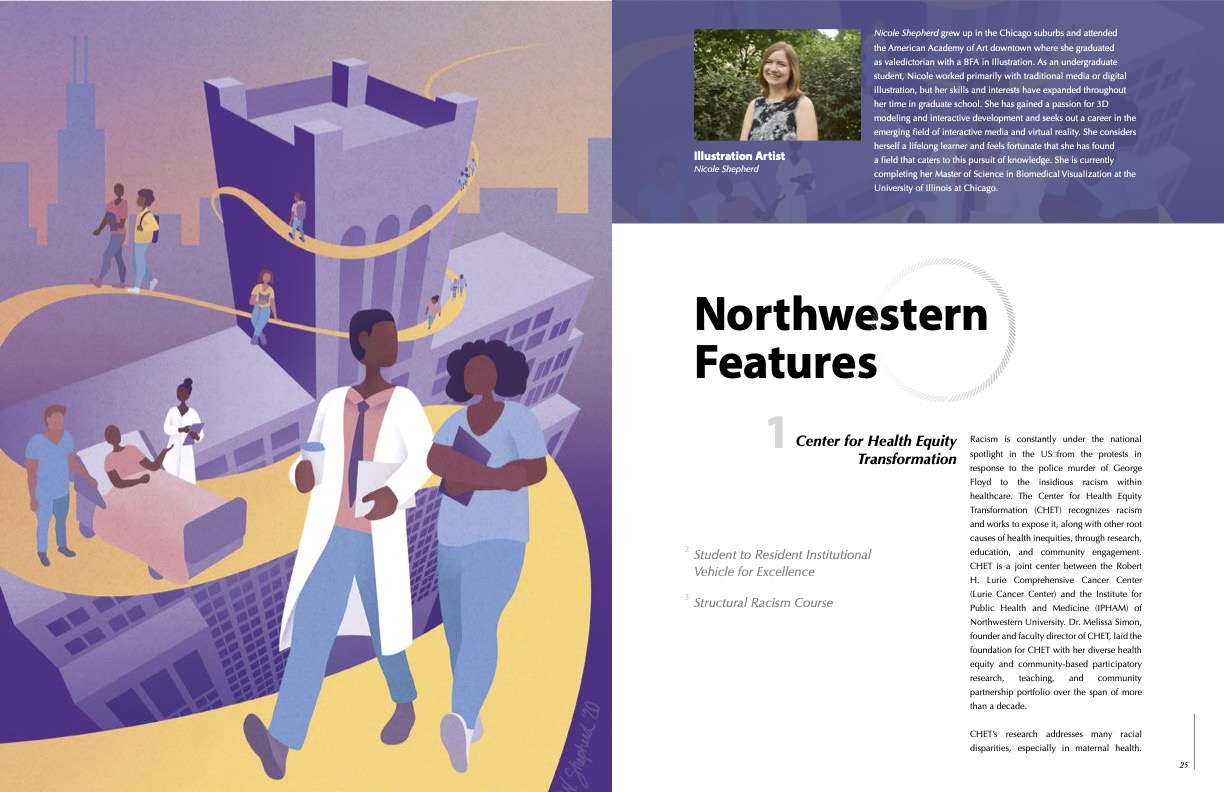 Nicole Shepherd grew up in the Chicago suburbs and attended
the American Academy of Art downtown where she graduated
as valedictorian with a BFA in Illustration. As an undergraduate
student, Nicole worked primarily with traditional media or digital
illustration, but her skills and interests have expanded throughout
her time in graduate school. She has gained a passion for 3D
modeling and interactive development and seeks out a career in the
emerging field of interactive media and virtual reality. She considers
herself a lifelong learner and feels fortunate that she has found
a field that caters to this pursuit of knowledge. She is currently
completing her Master of Science in Biomedical Visualization at the
University of Illinois at Chicago.
Illustration Artist
Nicole Shepherd
Northwestern
Features
1 Center for Health Equity
Transformation
2 Student to Resident Institutional
Vehicle for Excellence
3 Structural Racism Course
Racism is constantly under the national
spotlight in the US:from the protests in
response to the police murder of George
Floyd to the insidious racism within
healthcare. The Center for Health Equity
Transformation (CHET) recognizes racism
and works to expose it, along with other root
causes of health inequities, through research,
education, and community engagement.
CHET is a joint center between the Robert
H. Lurie Comprehensive Cancer Center
(Lurie Cancer Center) and the Institute for
Public Health and Medicine (IPHAM) of
Northwestern University. Dr. Melissa Simon,
founder and faculty director of CHET, laid the
foundation for CHET with her diverse health
equity and community-based participatory
research, teaching, and community
partnership portfolio over the span of more
than a decade.
CHET's research addresses many racial
disparities, especially in maternal health.
25
N Shepherd '20